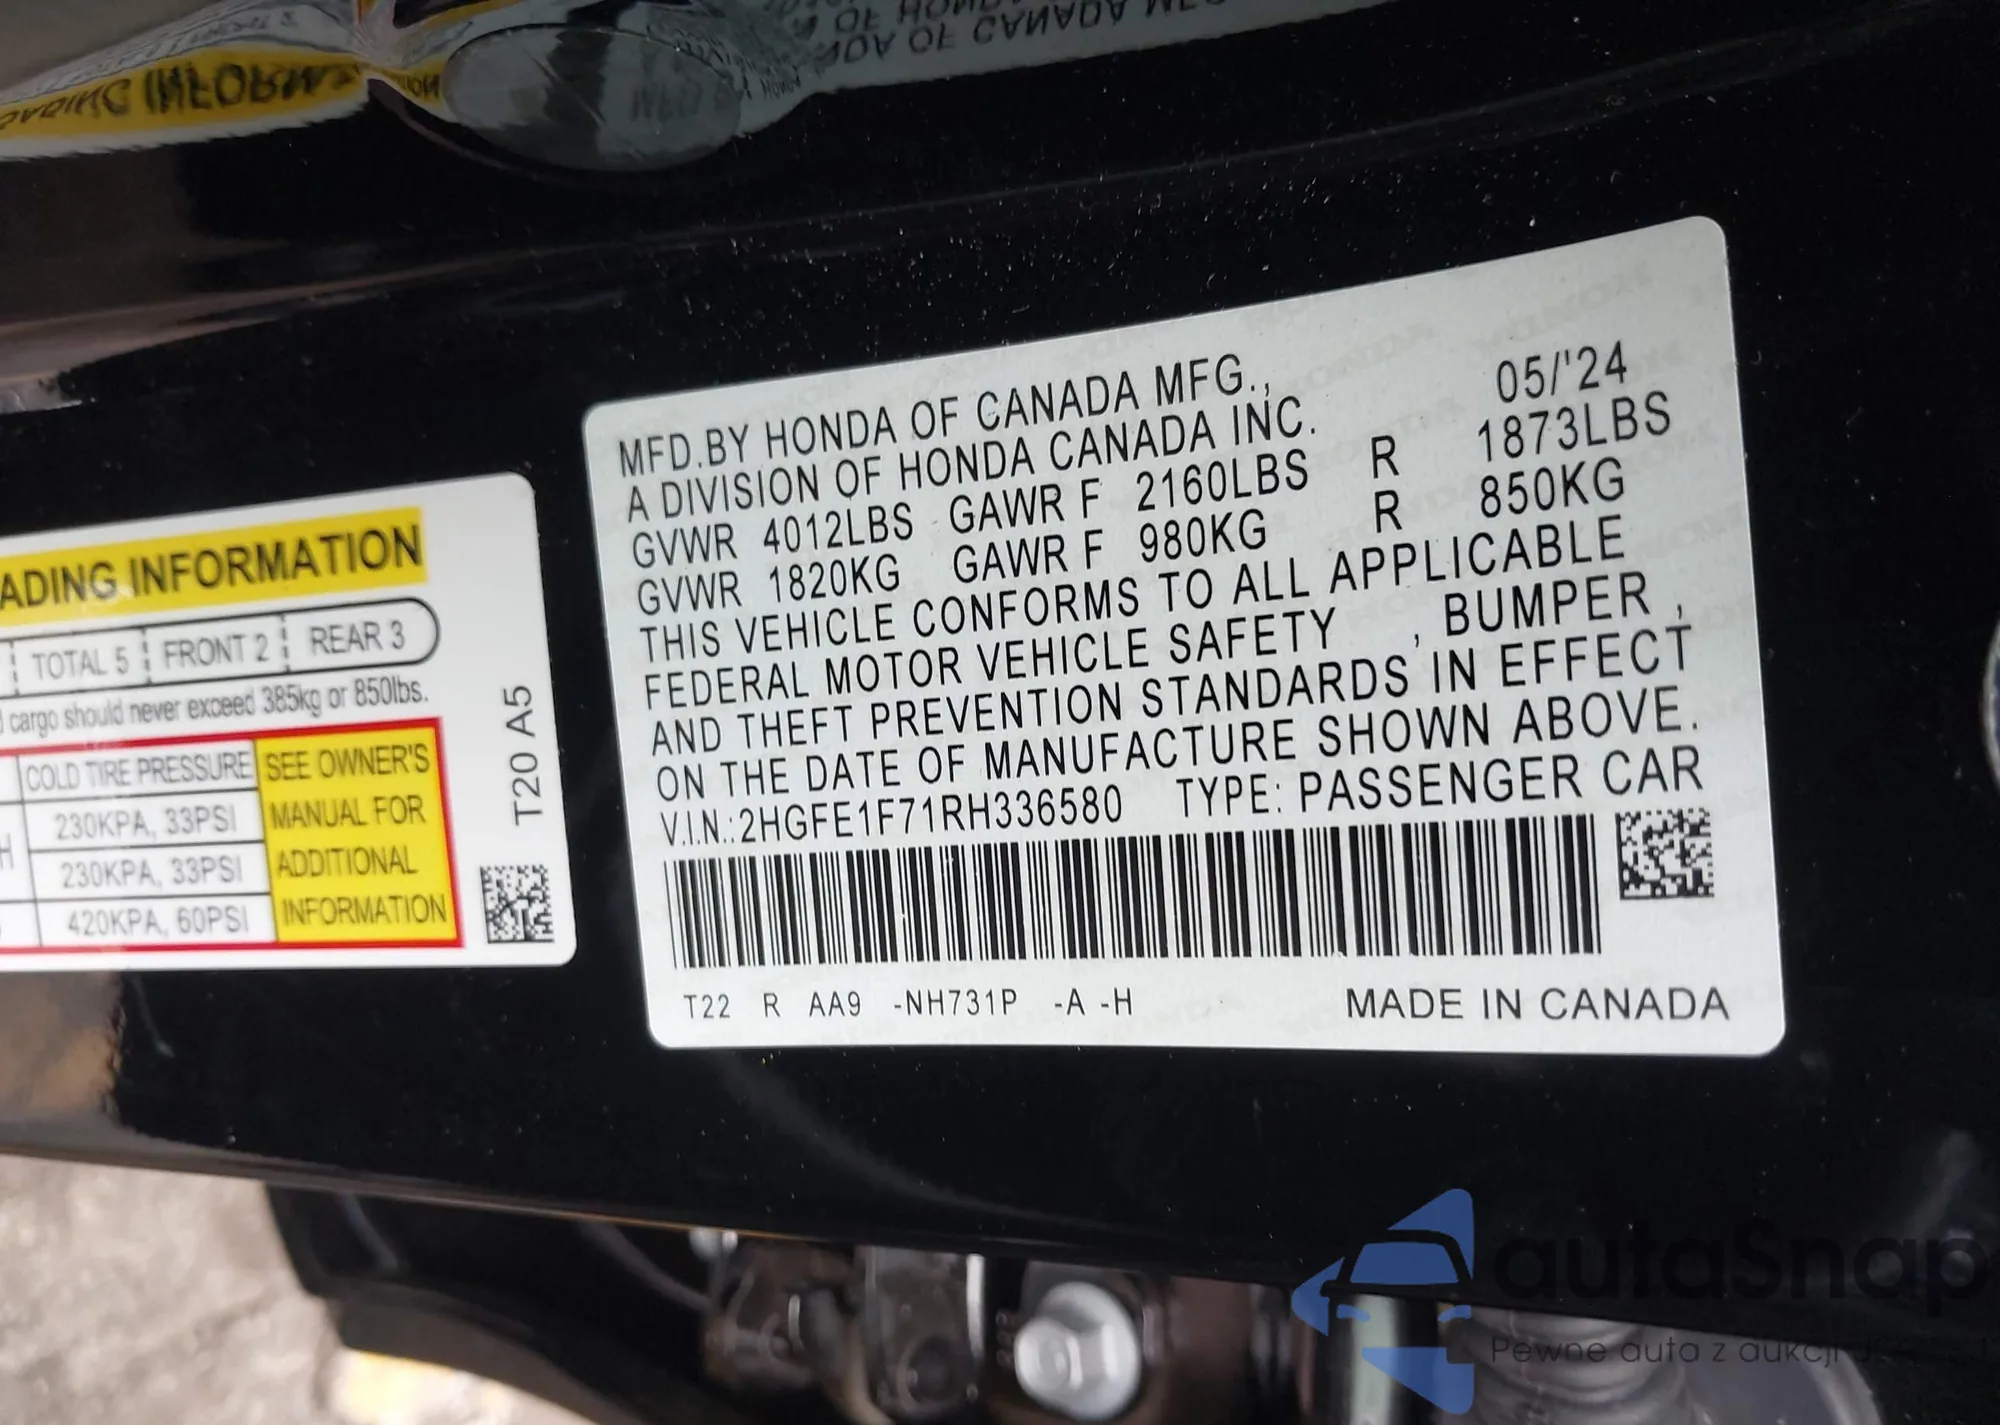 ADING INFORMATION
TOTAL 5 FRONT 2 REAR 3
cargo should never exceed 385kg or 850lbs.
COLD TIRE PRESSURE
230KPA, 33PSI
230KPA, 33PSI
420KPA, 60PSI
SEE OWNER'S
MANUAL FOR
ADDITIONAL
INFORMATION
T20 A5
MFD.BY HONDA OF CANADA MFG., 05/'24
A DIVISION OF HONDA CANADA INC.
GVWR 4012LBS GAWR F 2160LBS R 1873LBS
GVWR 1820KG GAWR F 980KG R 850KG
THIS VEHICLE CONFORMS TO ALL APPLICABLE
FEDERAL MOTOR VEHICLE SAFETY , BUMPER ,
AND THEFT PREVENTION STANDARDS IN EFFECT
ON THE DATE OF MANUFACTURE SHOWN ABOVE.
V.I.N.:2HGFE1F71RH336580 TYPE: PASSENGER CAR
T22 R AA9 -NH731P -A -H MADE IN CANADA
autaSnap
Pewne auta z aukcji